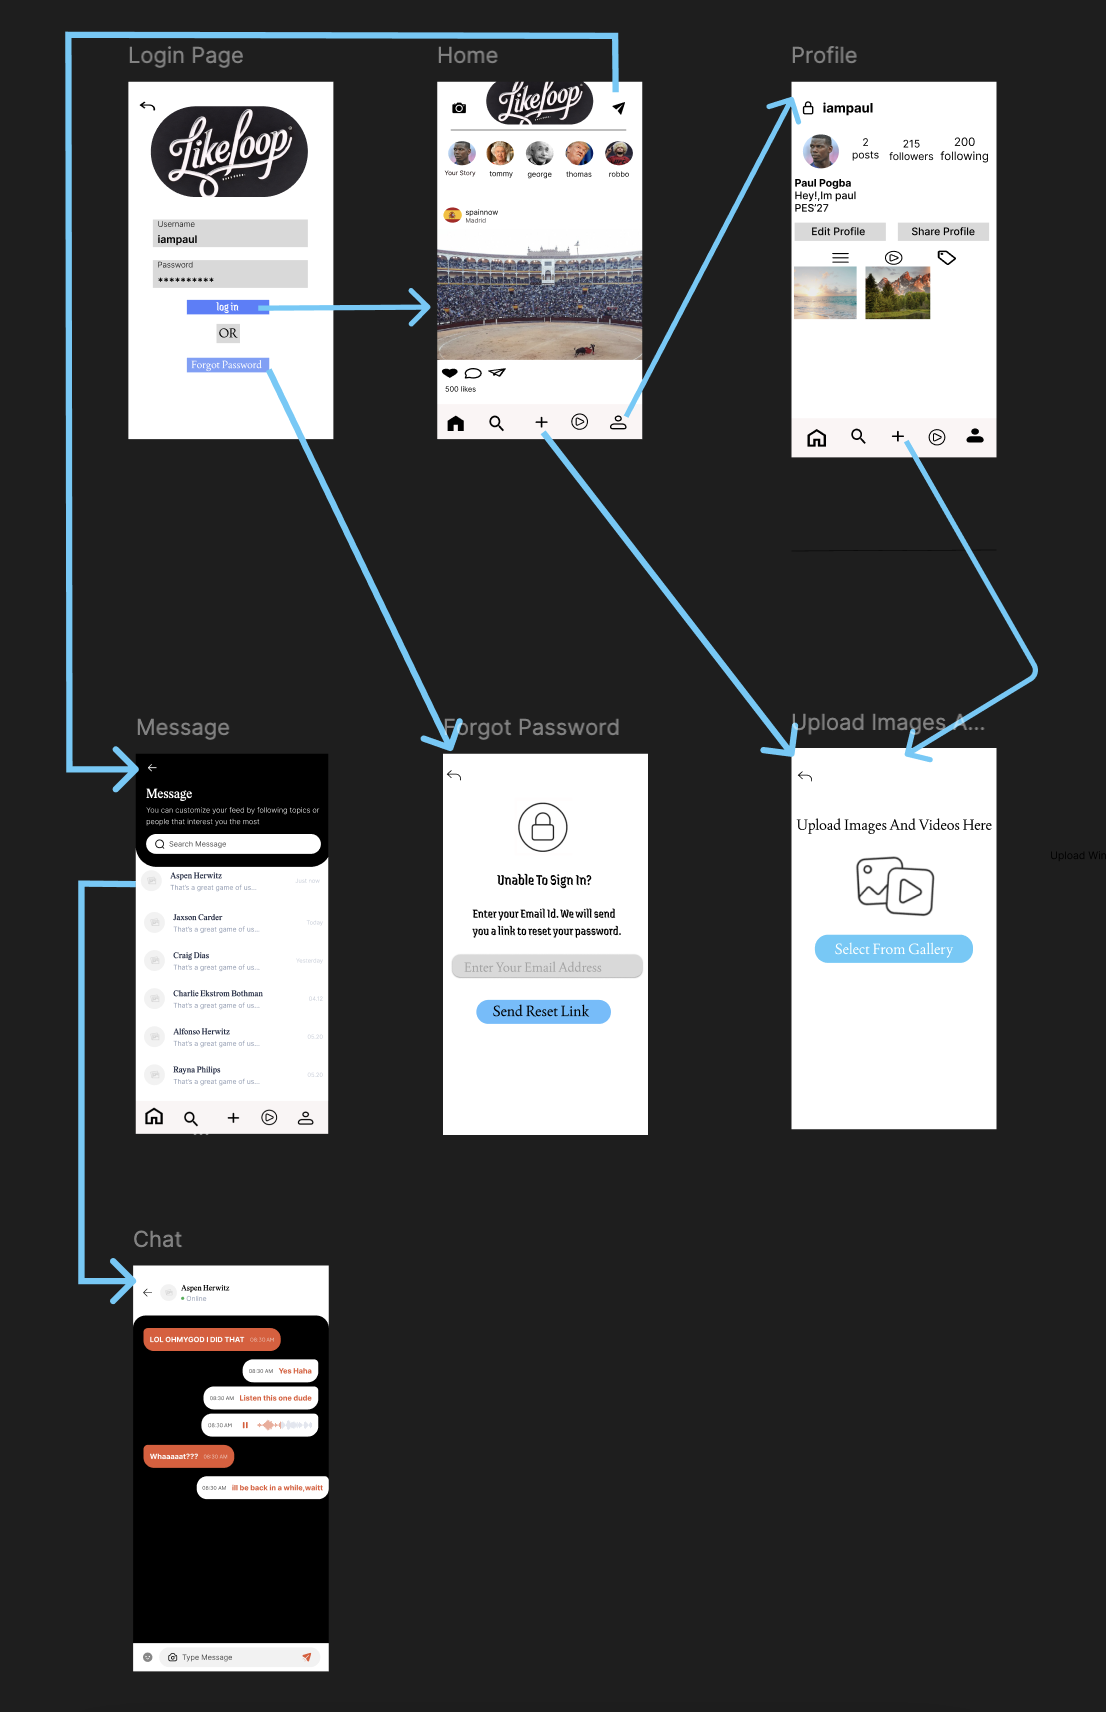 Login Page
LikeLoop
Username
iampaul
Password
**********
log in
OR
Forgot Password
Home
LikeLoop
Your Story
tommy
george
thomas
robbo
spainnow
Madrid
500 likes
Profile
iampaul
2
posts
215
followers
200
following
Paul Pogba
Hey!,Im paul
PES'27
Edit Profile
Share Profile
Message
Message
You can customize your feed by following topics or
people that interest you the most
Search Message
Aspen Herwitz
Just now
That's a great game of us...
Jaxson Carder
Today
That's a great game of us...
Craig Dias
Yesterday
That's a great game of us...
Charlie Ekstrom Bothman
04.12
That's a great game of us...
Alfonso Herwitz
05.20
That's a great game of us...
Rayna Philips
05.20
That's a great game of us...
Forgot Password
Unable To Sign In?
Enter your Email Id. We will send
you a link to reset your password.
Enter Your Email Address
Send Reset Link
Upload Images A...
Upload Images And Videos Here
Select From Gallery
Upload Win
Chat
Aspen Herwitz
Online
LOL OHMYGOD I DID THAT 08:30 AM
08:30 AM Yes Haha
08:30 AM Listen this one dude
08:30 AM
Whaaaaat??? 08:30 AM
08:30 AM ill be back in a while,waitt
Type Message